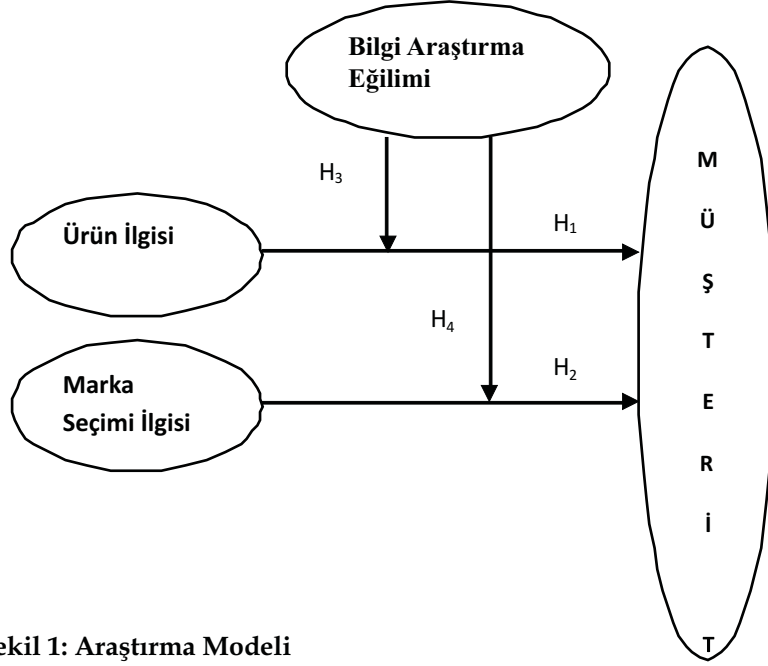 Bilgi Araştırma
Eğilimi
H₃
Ürün İlgisi
H₁
H₄
Marka
Seçimi İlgisi
H₂
M
Ü
Ş
T
E
R
İ
T
ekil 1: Araştırma Modeli